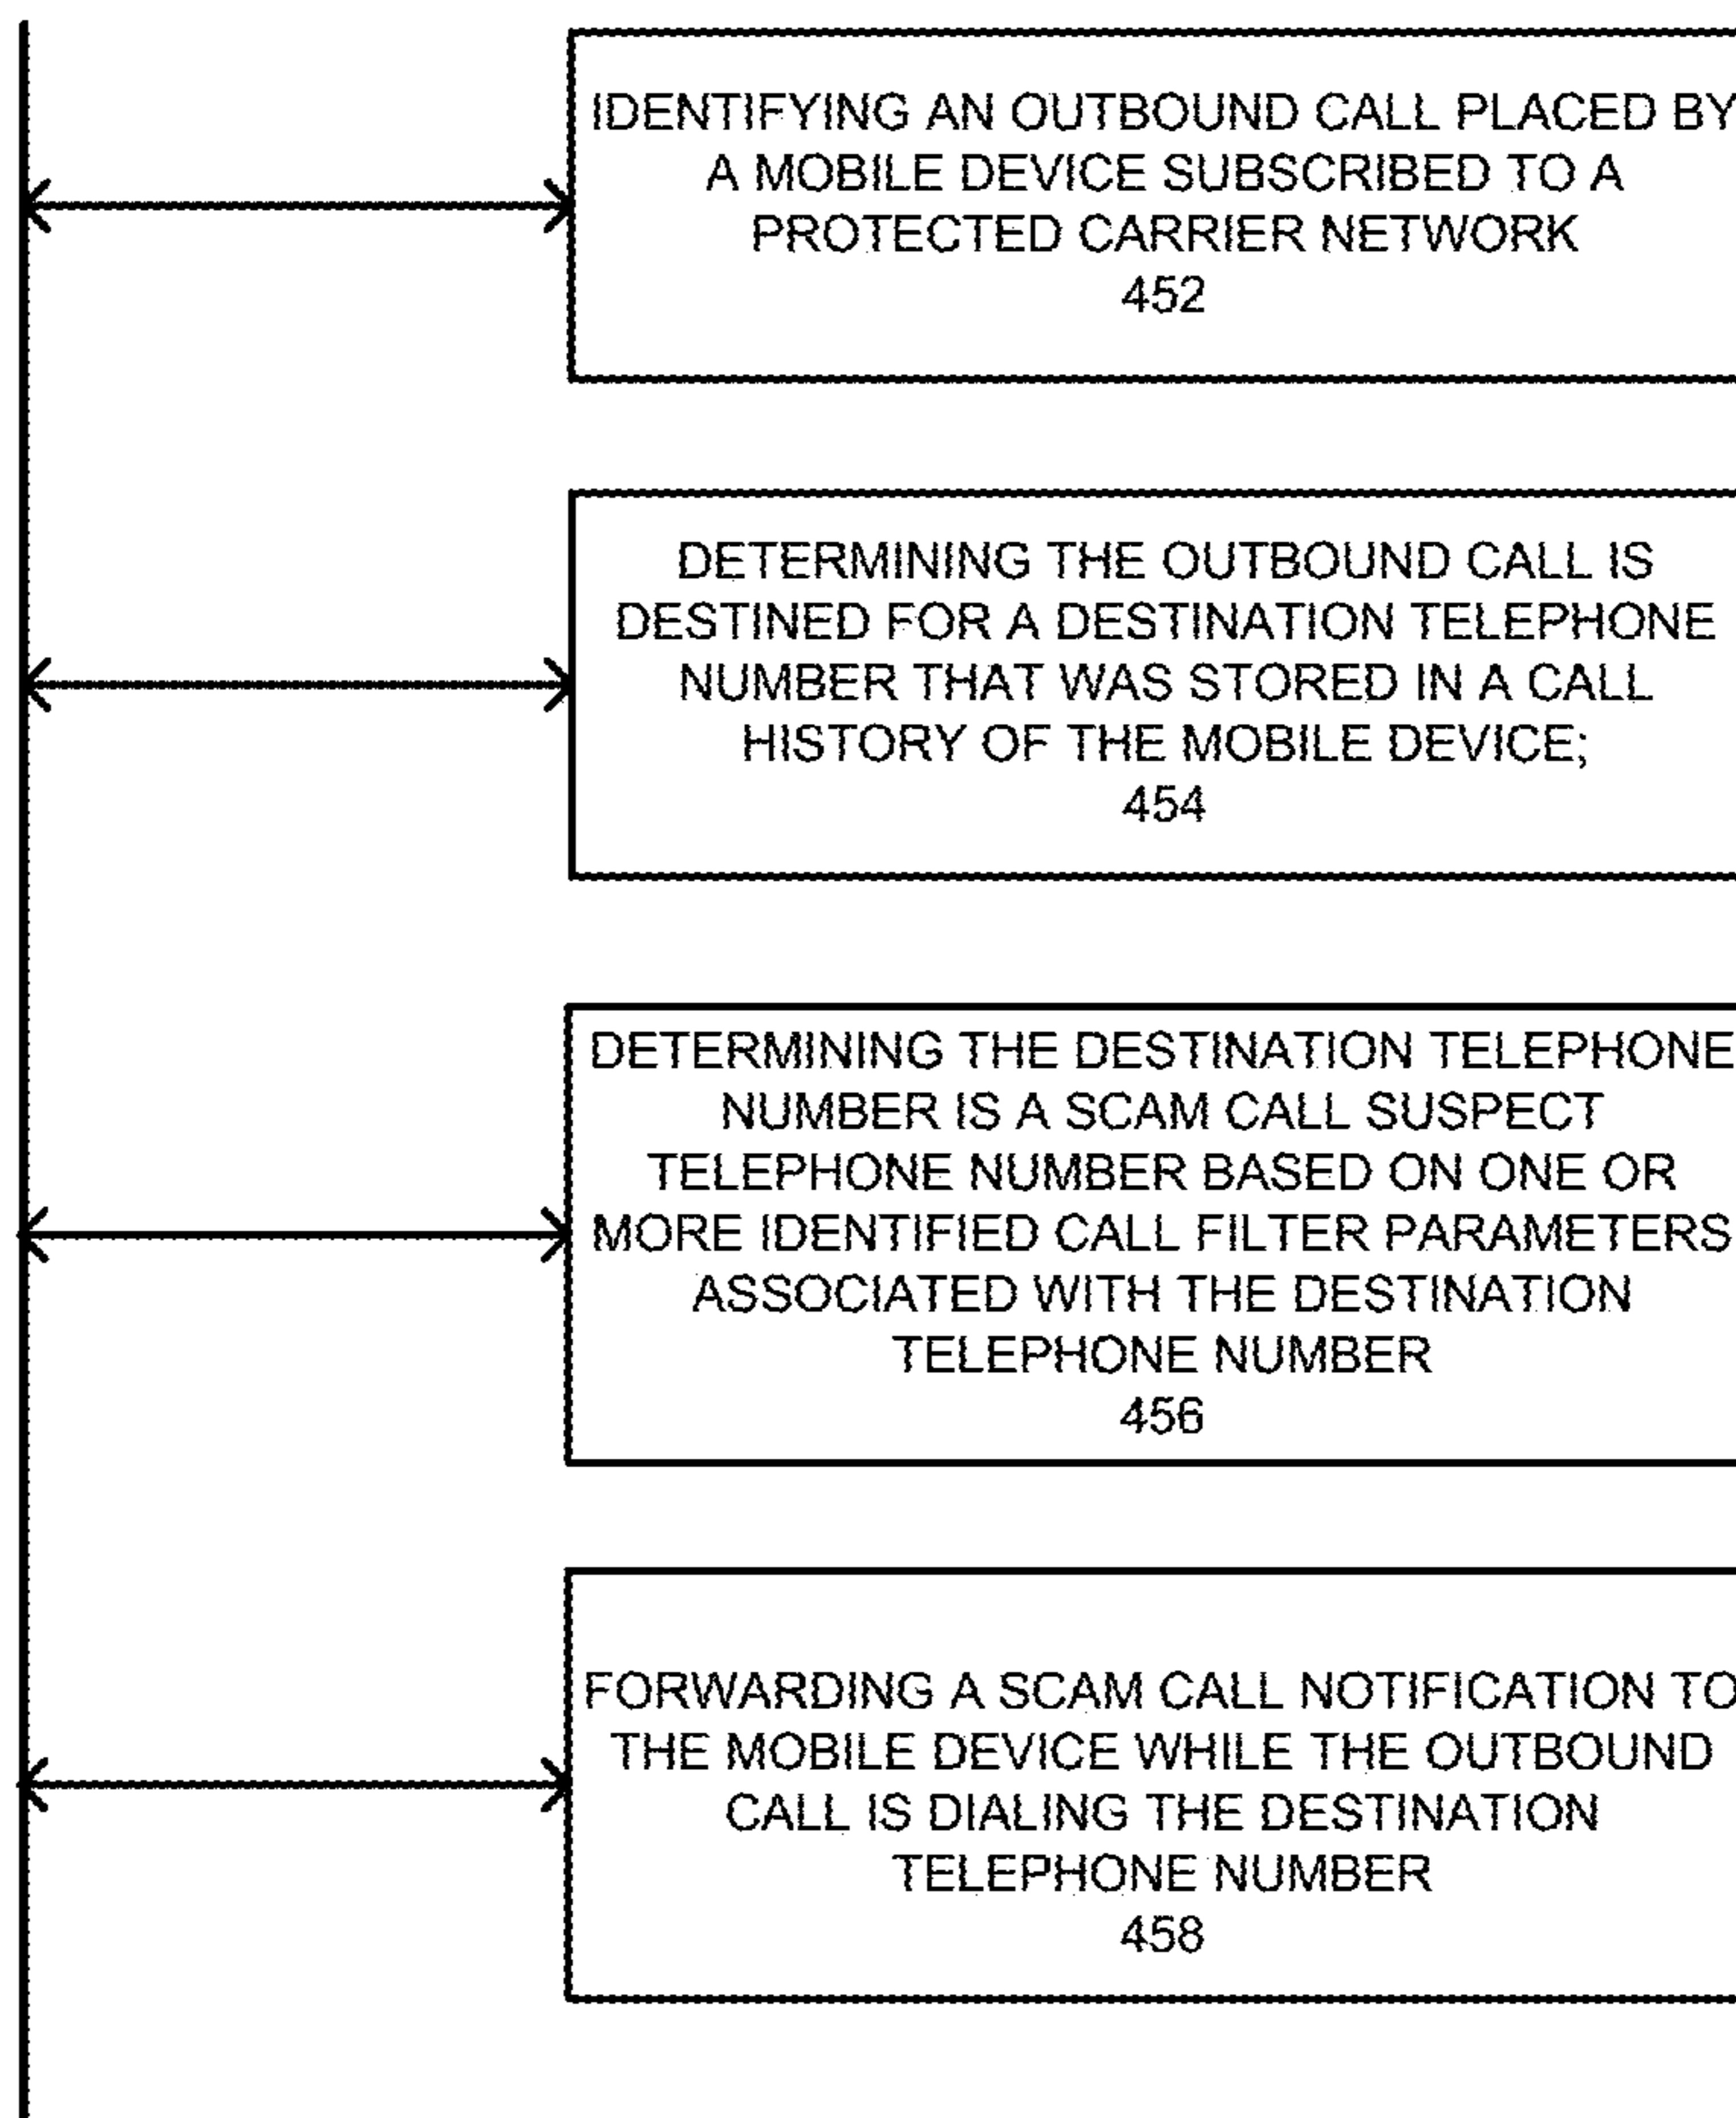 IDENTIFYING AN OUTBOUND CALL PLACED BY
A MOBILE DEVICE SUBSCRIBED TO A
PROTECTED CARRIER NETWORK
452
DETERMINING THE OUTBOUND CALL IS
DESTINED FOR A DESTINATION TELEPHONE
NUMBER THAT WAS STORED IN A CALL
HISTORY OF THE MOBILE DEVICE;
454
DETERMINING THE DESTINATION TELEPHONE
NUMBER IS A SCAM CALL SUSPECT
TELEPHONE NUMBER BASED ON ONE OR
MORE IDENTIFIED CALL FILTER PARAMETERS
ASSOCIATED WITH THE DESTINATION
TELEPHONE NUMBER
456
FORWARDING A SCAM CALL NOTIFICATION TO
THE MOBILE DEVICE WHILE THE OUTBOUND
CALL IS DIALING THE DESTINATION
TELEPHONE NUMBER
458